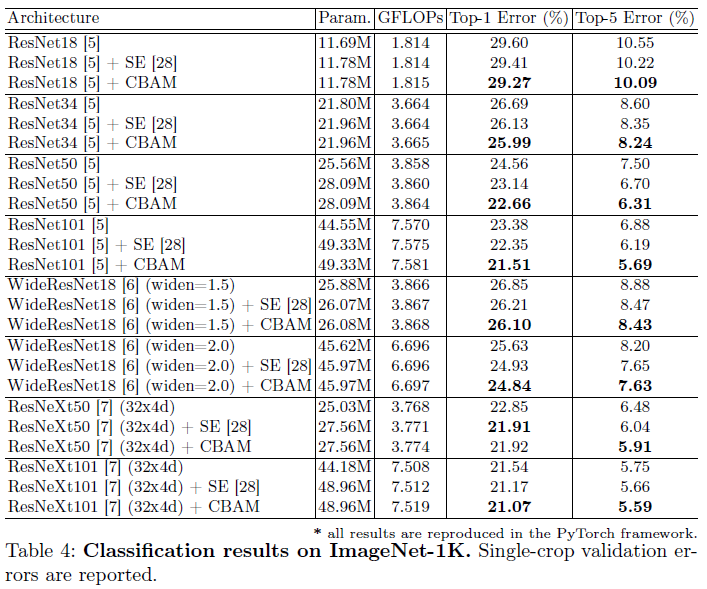 Architecture Param. GFLOPs Top-1 Error (%) Top-5 Error (%)
ResNet18 [5] 11.69M 1.814 29.60 10.55
ResNet18 [5] + SE [28] 11.78M 1.814 29.41 10.22
ResNet18 [5] + CBAM 11.78M 1.815 29.27 10.09
ResNet34 [5] 21.80M 3.664 26.69 8.60
ResNet34 [5] + SE [28] 21.96M 3.664 26.13 8.35
ResNet34 [5] + CBAM 21.96M 3.665 25.99 8.24
ResNet50 [5] 25.56M 3.858 24.56 7.50
ResNet50 [5] + SE [28] 28.09M 3.860 23.14 6.70
ResNet50 [5] + CBAM 28.09M 3.864 22.66 6.31
ResNet101 [5] 44.55M 7.570 23.38 6.88
ResNet101 [5] + SE [28] 49.33M 7.575 22.35 6.19
ResNet101 [5] + CBAM 49.33M 7.581 21.51 5.69
WideResNet18 [6] (widen=1.5) 25.88M 3.866 26.85 8.88
WideResNet18 [6] (widen=1.5) + SE [28] 26.07M 3.867 26.21 8.47
WideResNet18 [6] (widen=1.5) + CBAM 26.08M 3.868 26.10 8.43
WideResNet18 [6] (widen=2.0) 45.62M 6.696 25.63 8.20
WideResNet18 [6] (widen=2.0) + SE [28] 45.97M 6.696 24.93 7.65
WideResNet18 [6] (widen=2.0) + CBAM 45.97M 6.697 24.84 7.63
ResNeXt50 [7] (32x4d) 25.03M 3.768 22.85 6.48
ResNeXt50 [7] (32x4d) + SE [28] 27.56M 3.771 21.91 6.04
ResNeXt50 [7] (32x4d) + CBAM 27.56M 3.774 21.92 5.91
ResNeXt101 [7] (32x4d) 44.18M 7.508 21.54 5.75
ResNeXt101 [7] (32x4d) + SE [28] 48.96M 7.512 21.17 5.66
ResNeXt101 [7] (32x4d) + CBAM 48.96M 7.519 21.07 5.59
* all results are reproduced in the PyTorch framework.
Table 4: Classification results on ImageNet-1K. Single-crop validation er-
rors are reported.